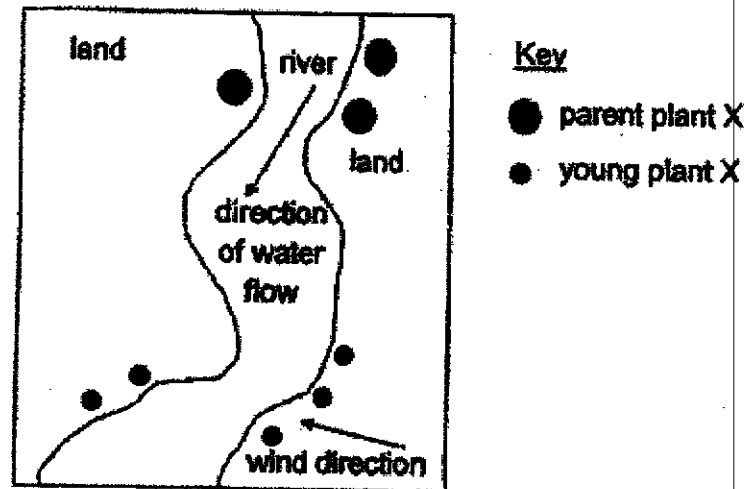 land
river
land
direction
of water
flow
wind direction
Key
parent plant X
young plant X